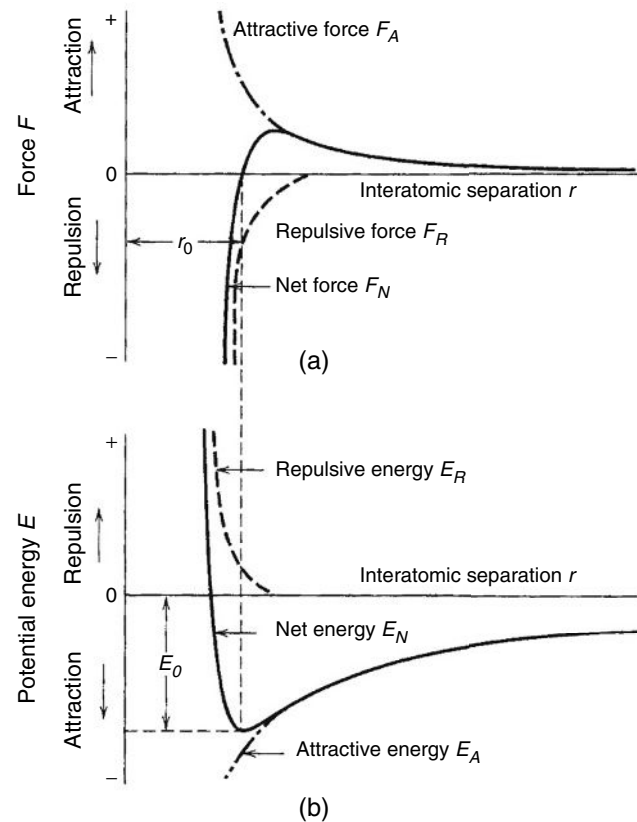 +
Attractive force F_A
Attraction
Force F
0
Interatomic separation r
Repulsion
r_0
Repulsive force F_R
Net force F_N
−
(a)
+
Repulsive energy E_R
Repulsion
Potential energy E
Interatomic separation r
0
Net energy E_N
E_0
Attraction
Attractive energy E_A
−
(b)